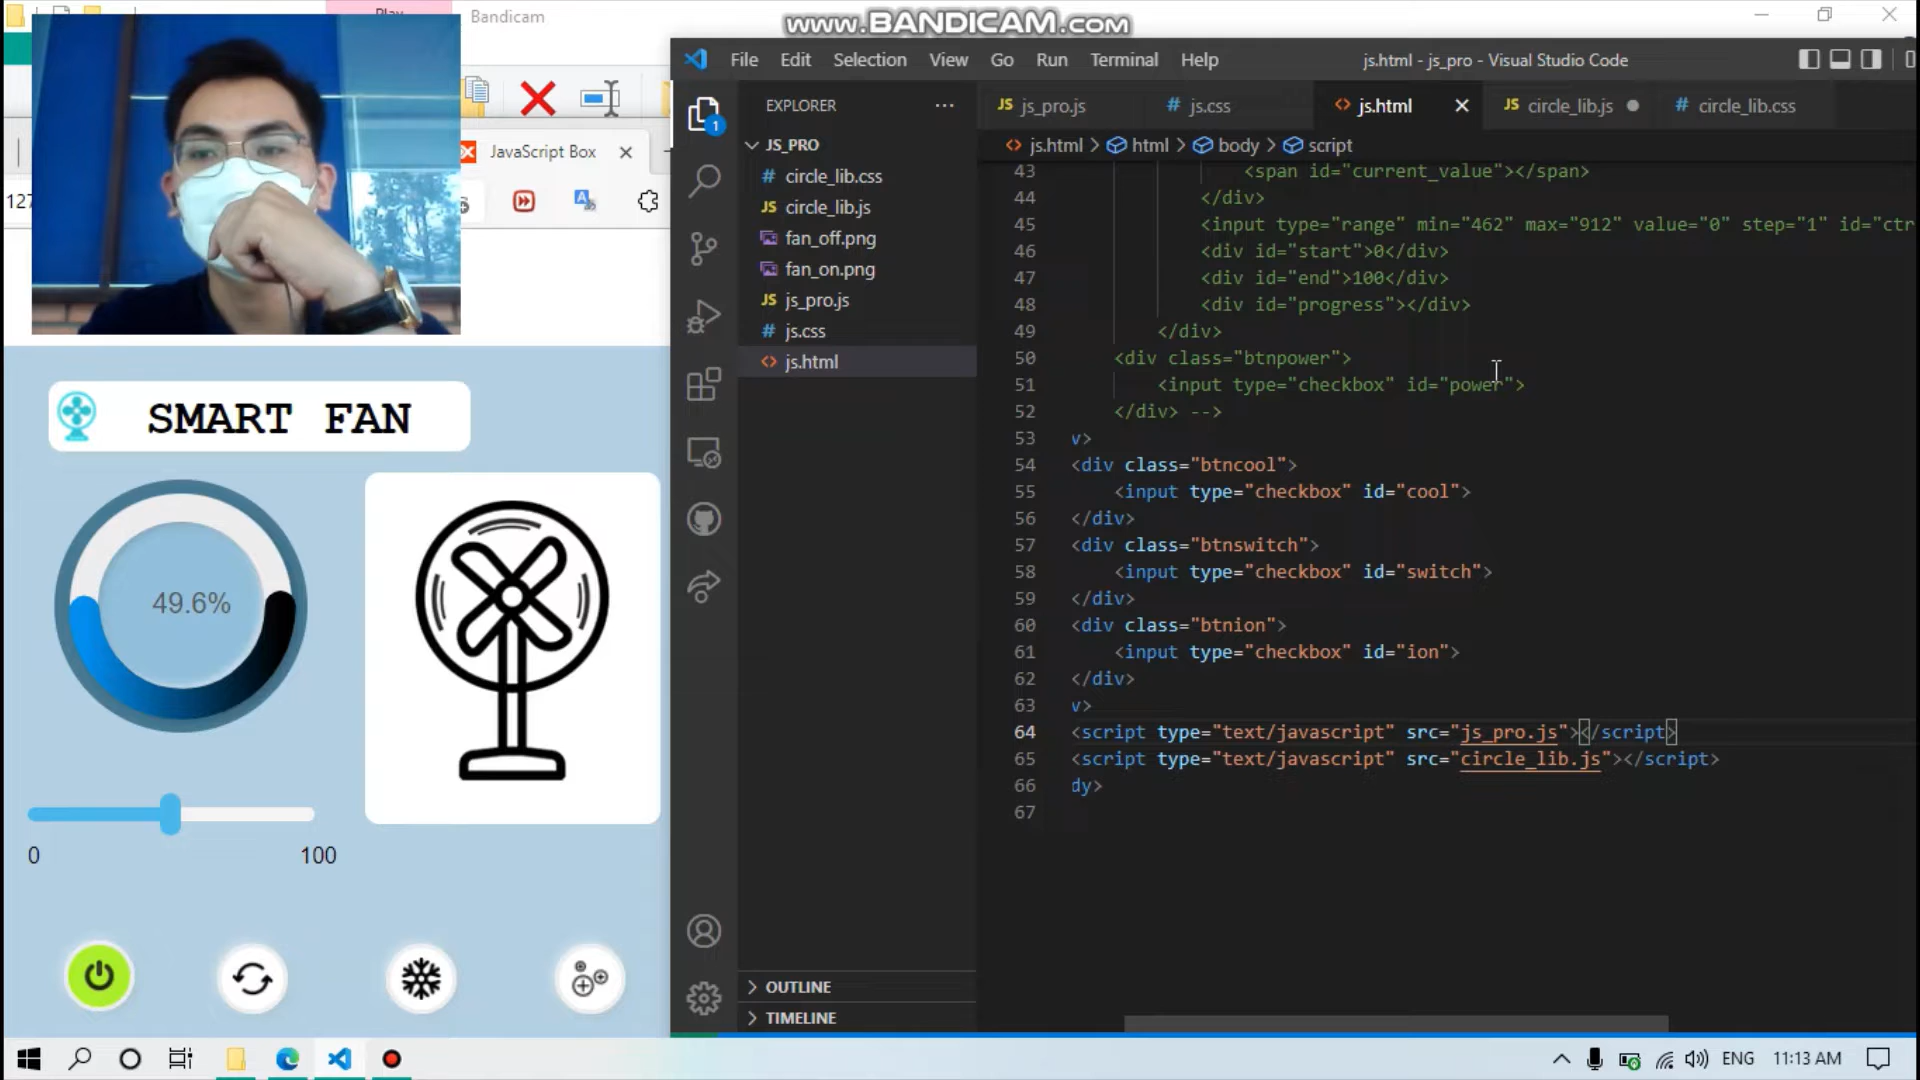 www.BANDICAM.com
Play
Bandicam
File Edit Selection View Go Run Terminal Help
js.html - js_pro - Visual Studio Code
JavaScript Box
127
EXPLORER
JS_PRO
circle_lib.css
circle_lib.js
fan_off.png
fan_on.png
js_pro.js
js.css
js.html
OUTLINE
TIMELINE
1
JS js_pro.js
# js.css
<> js.html
JS circle_lib.js
# circle_lib.css
<> js.html > html > body > script
43 <span id="current_value"></span>
44 </div>
45 <input type="range" min="462" max="912" value="0" step="1" id="ctr
46 <div id="start">0</div>
47 <div id="end">100</div>
48 <div id="progress"></div>
49 </div>
50 <div class="btnpower">
51 <input type="checkbox" id="power">
52 </div> -->
53 v>
54 <div class="btncool">
55 <input type="checkbox" id="cool">
56 </div>
57 <div class="btnswitch">
58 <input type="checkbox" id="switch">
59 </div>
60 <div class="btnion">
61 <input type="checkbox" id="ion">
62 </div>
63 v>
64 <script type="text/javascript" src="js_pro.js"></script>
65 <script type="text/javascript" src="circle_lib.js"></script>
66 dy>
67
SMART FAN
49.6%
0 100
ENG 11:13 AM